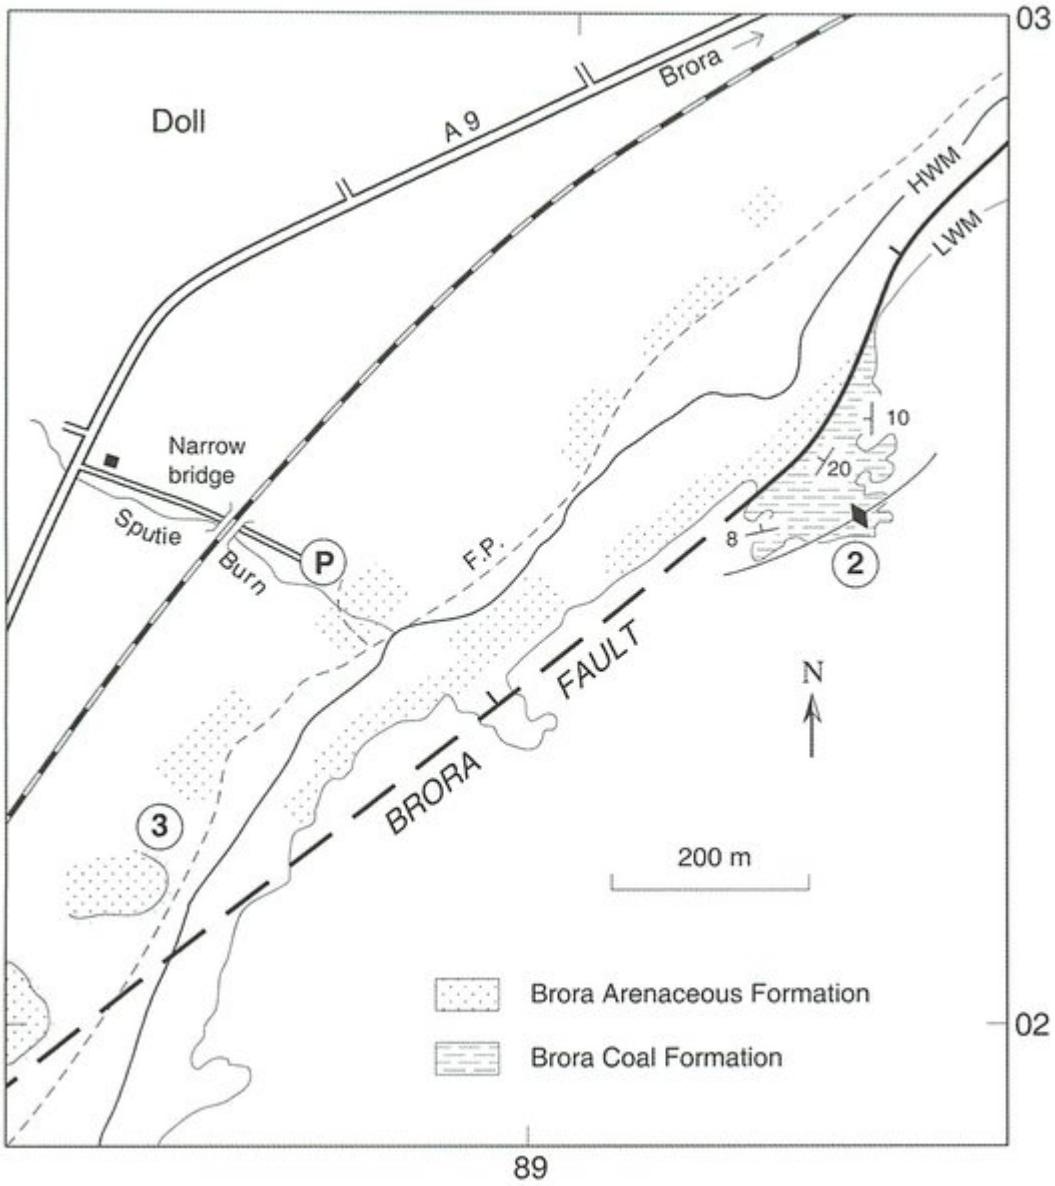 03
Doll
A 9
Brora
HWM
LWM
Narrow
bridge
Sputie
Burn
P
F.P.
10
20
8
2
FAULT
BRORA
N
3
200 m
Brora Arenaceous Formation
Brora Coal Formation
02
89